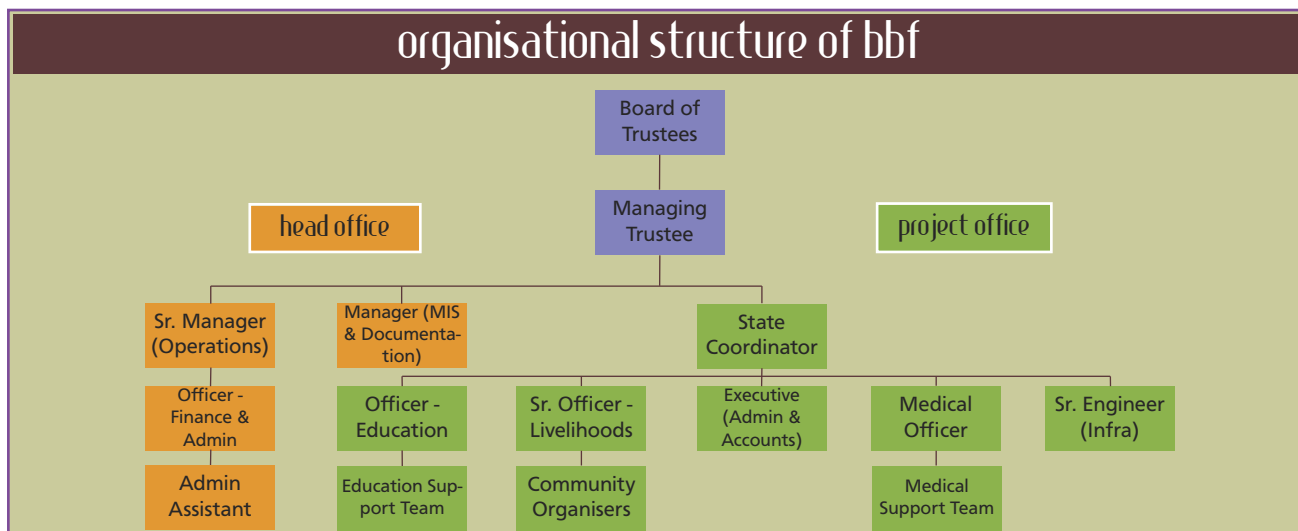 organisational structure of bbf
Board of
Trustees
head office
Managing
Trustee
project office
Sr. Manager
(Operations)
Manager (MIS
& Documenta-
tion)
State
Coordinator
Officer -
Finance &
Admin
Officer -
Education
Sr. Officer -
Livelihoods
Executive
(Admin &
Accounts)
Medical
Officer
Sr. Engineer
(Infra)
Admin
Assistant
Education Sup-
port Team
Community
Organisers
Medical
Support Team